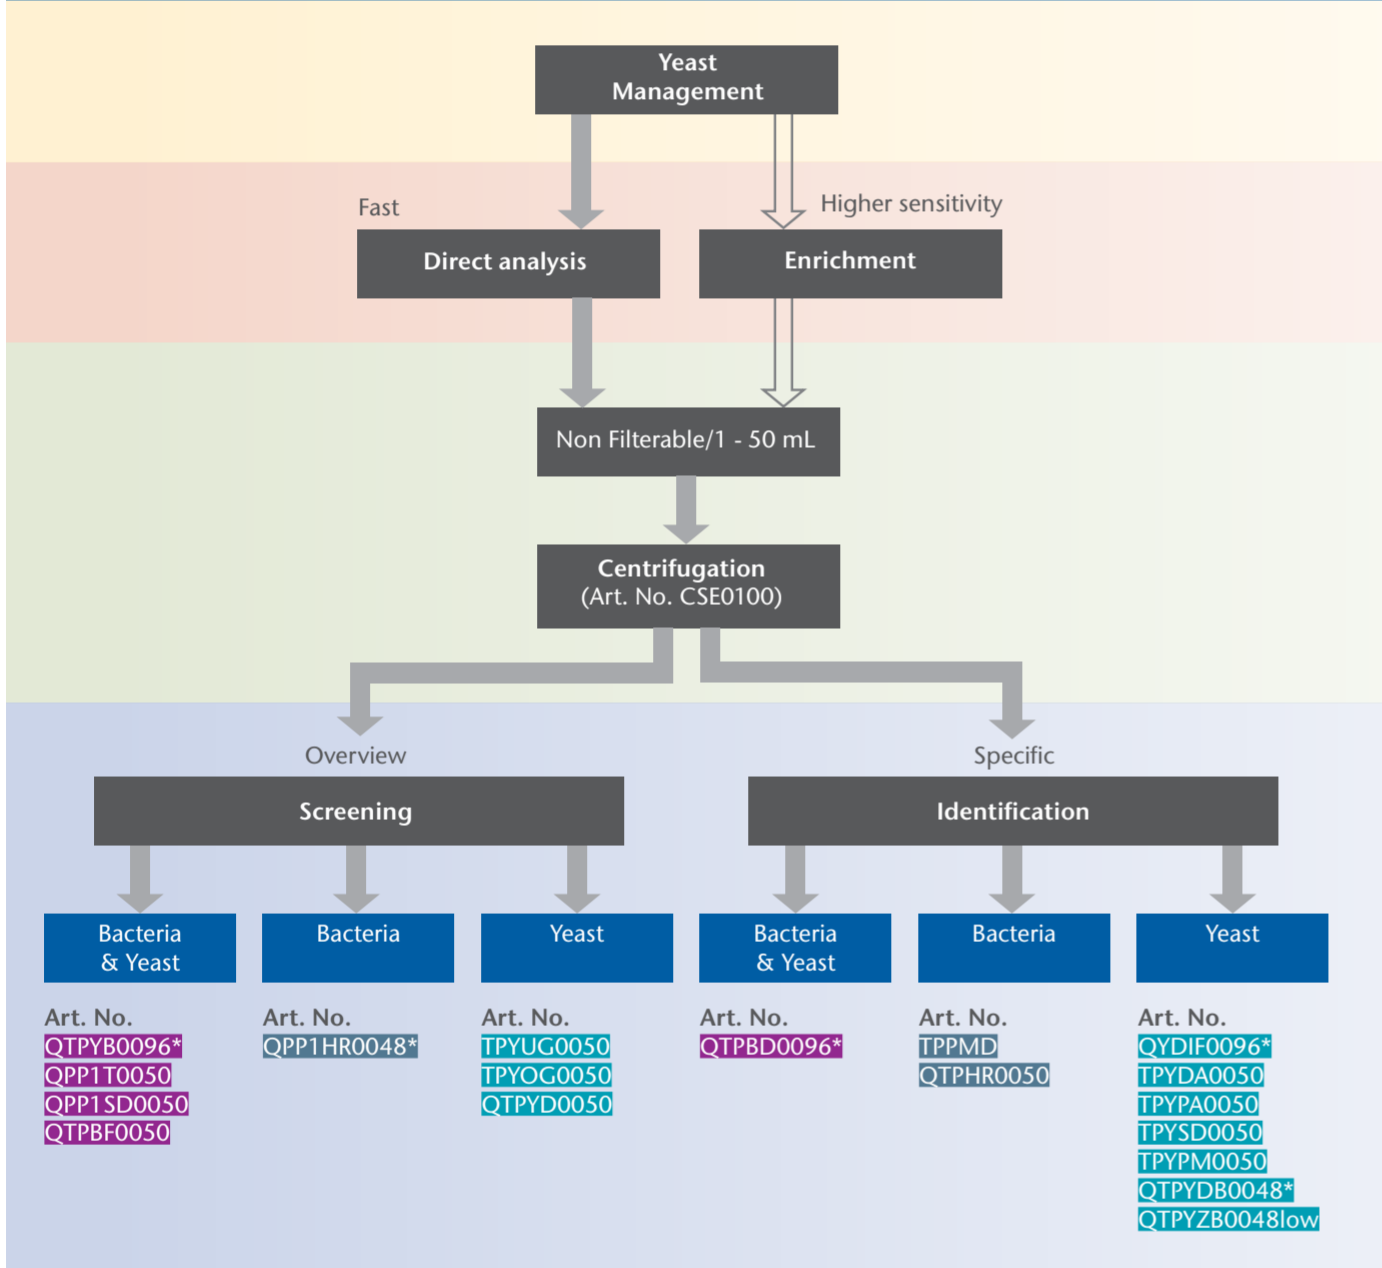 Yeast
Management
Fast
Higher sensitivity
Direct analysis
Enrichment
Non Filterable/1 - 50 mL
Centrifugation
(Art. No. CSE0100)
Overview
Specific
Screening
Identification
Bacteria
& Yeast
Art. No.
QTPYB0096*
QPP1T0050
QPP1SD0050
QTPBF0050
Bacteria
Art. No.
QPP1HR0048*
Yeast
Art. No.
TPYUG0050
TPYOG0050
QTPYD0050
Bacteria
& Yeast
Art. No.
QTPBD0096*
Bacteria
Art. No.
TPPMD
QTPHR0050
Yeast
Art. No.
QYDIF0096*
TPYDA0050
TPYPA0050
TPYSD0050
TPYPM0050
QTPYDB0048*
QTPYZB0048low